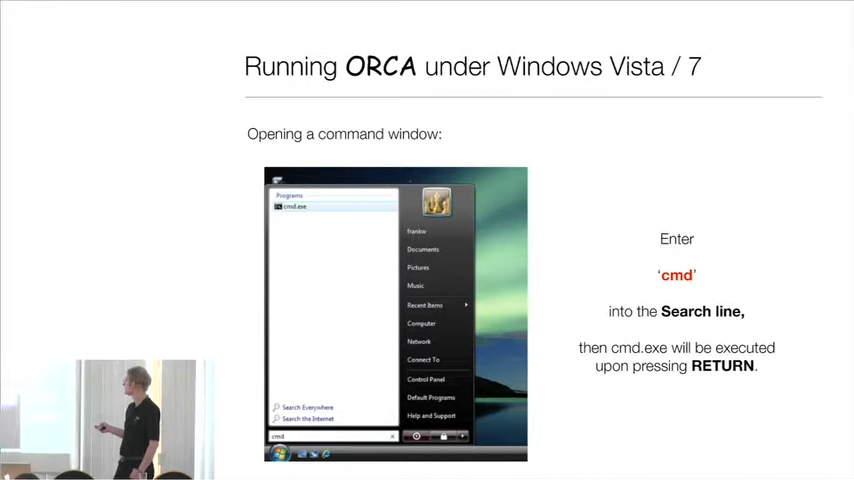 Running ORCA under Windows Vista / 7
Opening a command window:
Programs
cmd.exe
frankw
Documents
Pictures
Music
Recent Items
Computer
Network
Connect To
Control Panel
Default Programs
Help and Support
Search Everywhere
Search the Internet
cmd
Enter
‘cmd’
into the Search line,
then cmd.exe will be executed
upon pressing RETURN.